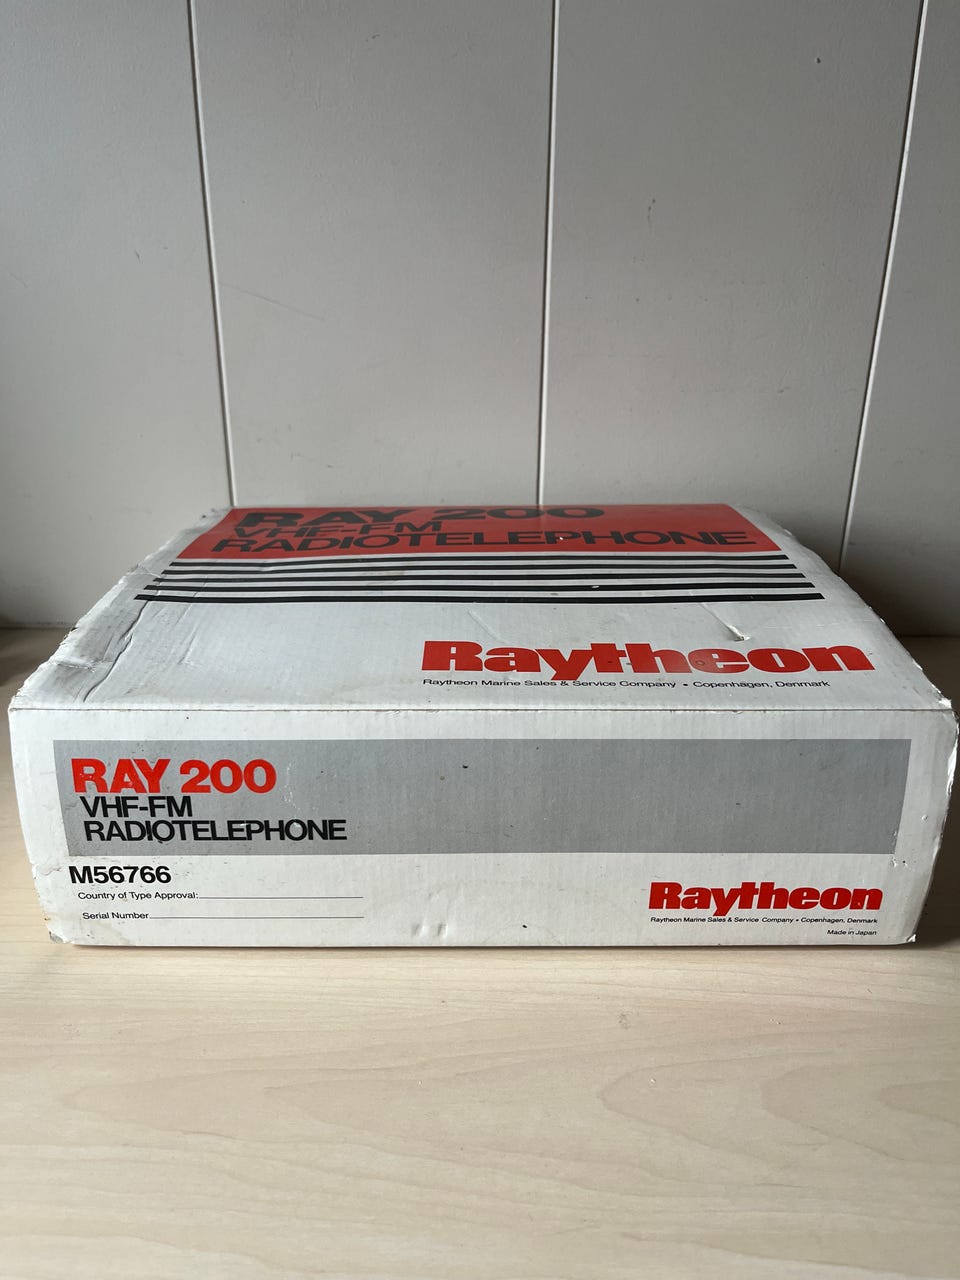 RAY 200
VHF-FM
RADIOTELEPHONE
Raytheon
Raytheon Marine Sales & Service Company • Copenhagen, Denmark
RAY 200
VHF-FM
RADIOTELEPHONE
M56766
Country of Type Approval:
Serial Number
Raytheon
Raytheon Marine Sales & Service Company • Copenhagen, Denmark
Made in Japan